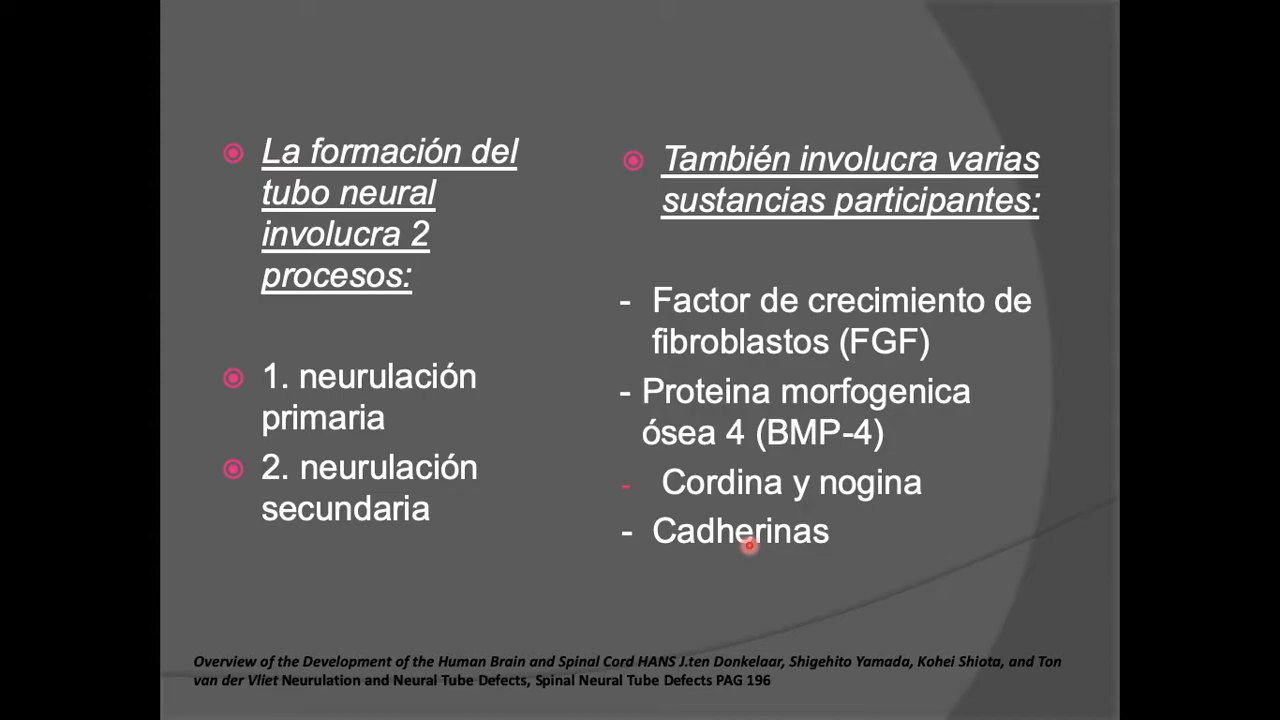 La formación del
tubo neural
involucra 2
procesos:
1. neurulación
primaria
2. neurulación
secundaria
También involucra varias
sustancias participantes:
- Factor de crecimiento de
fibroblastos (FGF)
- Proteina morfogenica
ósea 4 (BMP-4)
- Cordina y nogina
- Cadherinas
Overview of the Development of the Human Brain and Spinal Cord HANS J.ten Donkelaar, Shigehito Yamada, Kohei Shiota, and Ton
van der Vliet Neurulation and Neural Tube Defects, Spinal Neural Tube Defects PAG 196